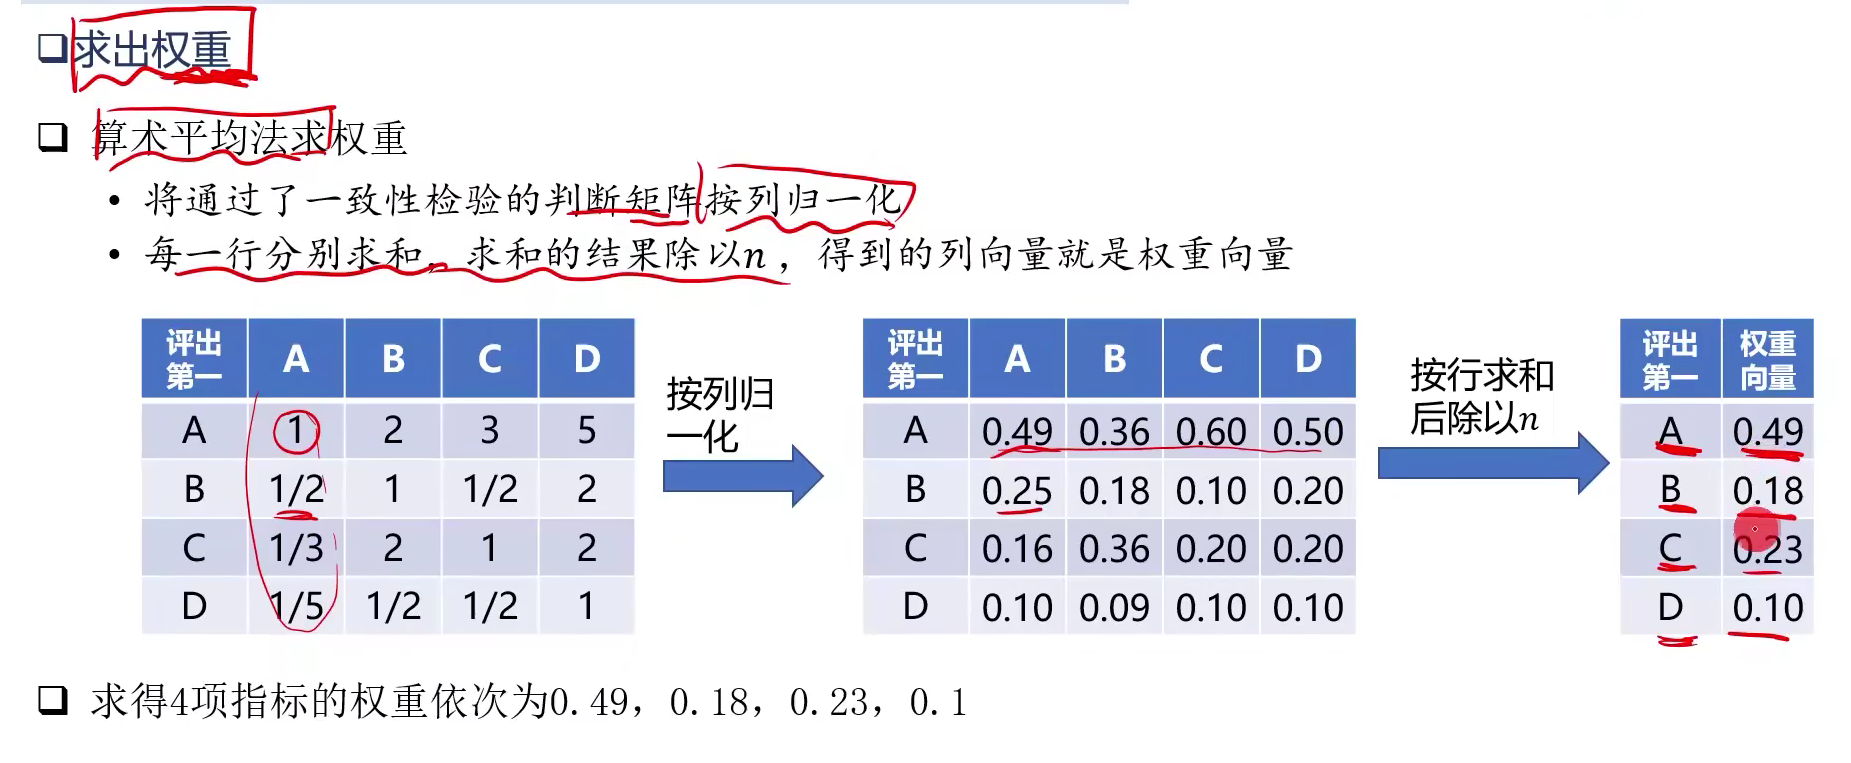 求出权重
算术平均法求权重
• 将通过了一致性检验的判断矩阵按列归一化
• 每一行分别求和，求和的结果除以n，得到的列向量就是权重向量
评出第一 A B C D
A 1 2 3 5
B 1/2 1 1/2 2
C 1/3 2 1 2
D 1/5 1/2 1/2 1
按列归
一化
评出第一 A B C D
A 0.49 0.36 0.60 0.50
B 0.25 0.18 0.10 0.20
C 0.16 0.36 0.20 0.20
D 0.10 0.09 0.10 0.10
按行求和
后除以n
评出第一 权重向量
A 0.49
B 0.18
C 0.23
D 0.10
求得4项指标的权重依次为0.49，0.18，0.23，0.1